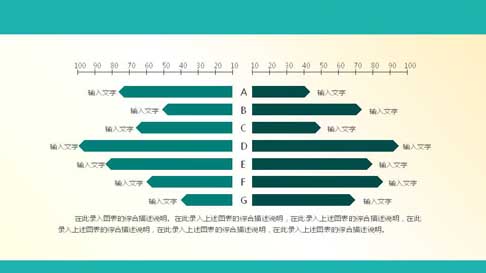 100 90 80 70 60 50 40 30 20 10 10 20 30 40 50 60 70 80 90 100
输入文字 A 输入文字
输入文字 B 输入文字
输入文字 C 输入文字
输入文字 D 输入文字
输入文字 E 输入文字
输入文字 F 输入文字
输入文字 G 输入文字
在此录入图表的综合描述说明。在此录入上述图表的综合描述说明，在此录入上述图表的综合描述说明，在此
录入上述图表的综合描述说明，在此录入上述图表的综合描述说明，在此录入上述图表的综合描述说明。